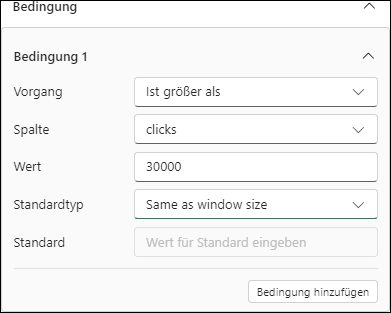 Bedingung
Bedingung 1
Vorgang Ist größer als
Spalte clicks
Wert 30000
Standardtyp Same as window size
Standard Wert für Standard eingeben
Bedingung hinzufügen